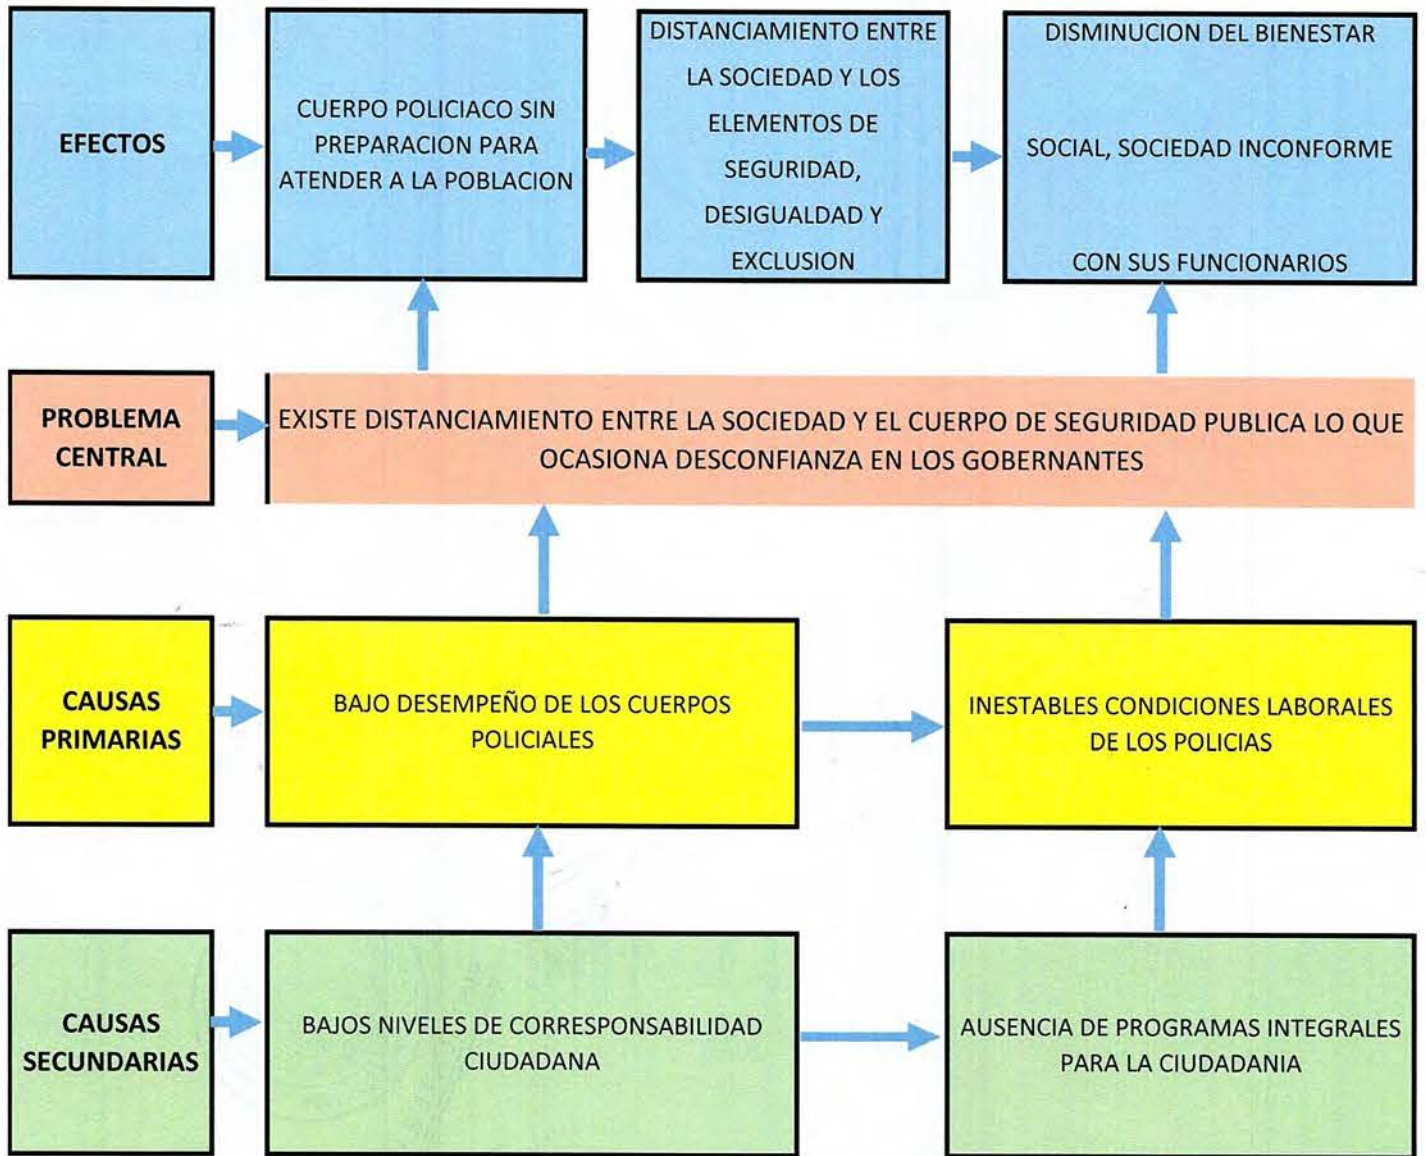 EFECTOS
CUERPO POLICIACO SIN
PREPARACION PARA
ATENDER A LA POBLACION
DISTANCIAMIENTO ENTRE
LA SOCIEDAD Y LOS
ELEMENTOS DE
SEGURIDAD,
DESIGUALDAD Y
EXCLUSION
DISMINUCION DEL BIENESTAR
SOCIAL, SOCIEDAD INCONFORME
CON SUS FUNCIONARIOS
PROBLEMA
CENTRAL
EXISTE DISTANCIAMIENTO ENTRE LA SOCIEDAD Y EL CUERPO DE SEGURIDAD PUBLICA LO QUE
OCASIONA DESCONFIANZA EN LOS GOBERNANTES
CAUSAS
PRIMARIAS
BAJO DESEMPEÑO DE LOS CUERPOS
POLICIALES
INESTABLES CONDICIONES LABORALES
DE LOS POLICIAS
CAUSAS
SECUNDARIAS
BAJOS NIVELES DE CORRESPONSABILIDAD
CIUDADANA
AUSENCIA DE PROGRAMAS INTEGRALES
PARA LA CIUDADANIA